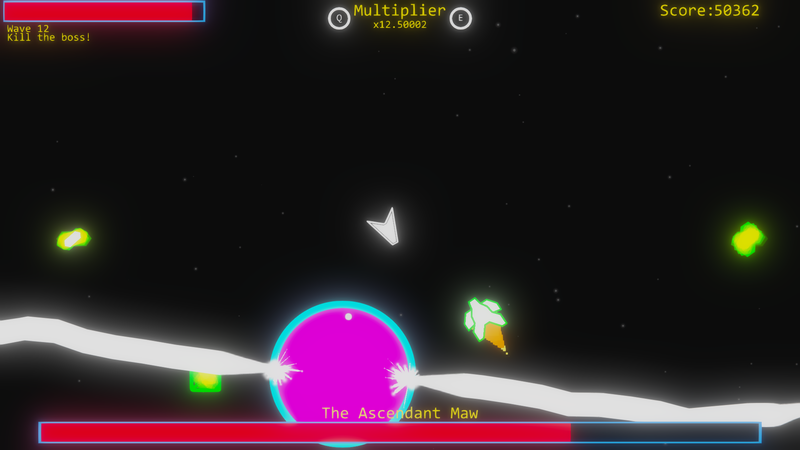 Wave 12
Kill the boss!
Q
Multiplier
E
x12.50002
Score:50362
The Ascendant Maw